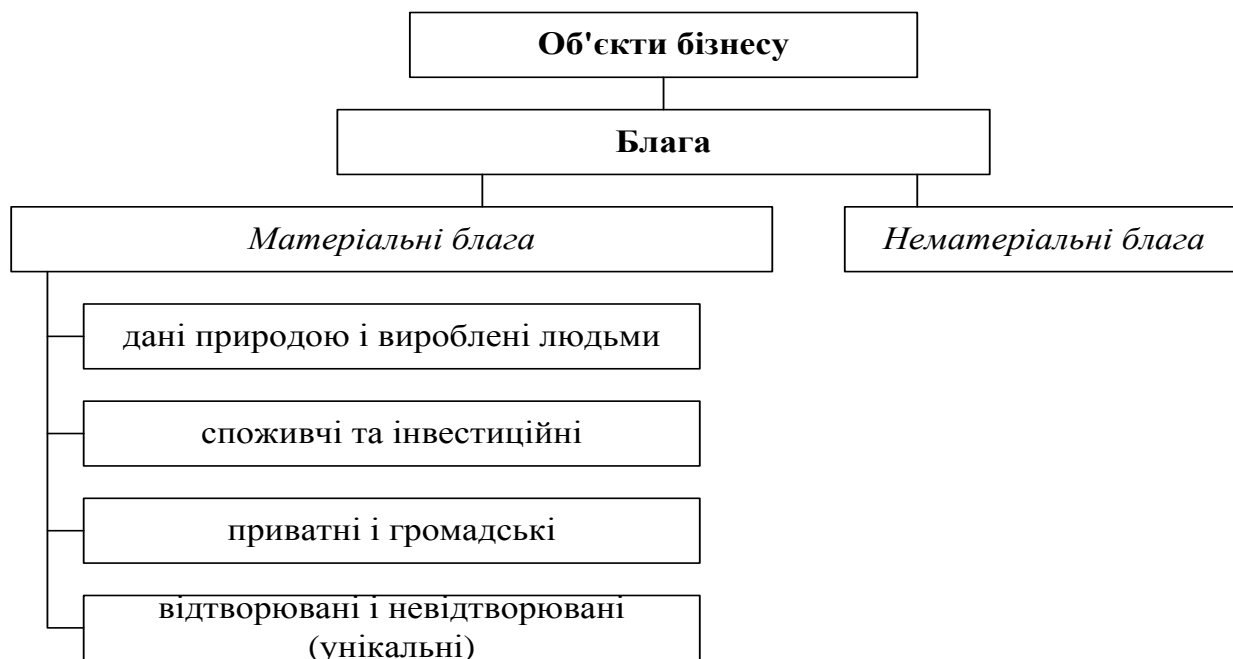 Об'єкти бізнесу
Блага
Матеріальні блага
Нематеріальні блага
дані природою і вироблені людьми
споживчі та інвестиційні
приватні і громадські
відтворювані і невідтворювані
(унікальні)